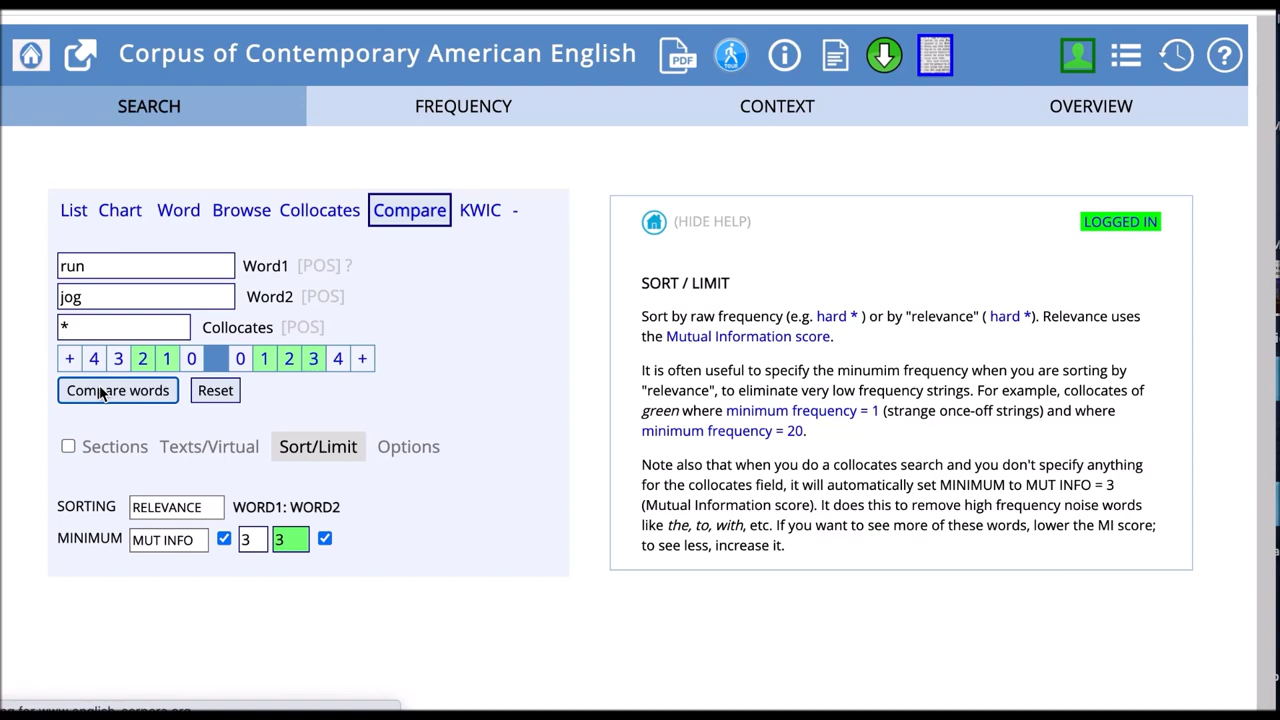 Corpus of Contemporary American English
PDF
TOUR
SEARCH FREQUENCY CONTEXT OVERVIEW
List Chart Word Browse Collocates Compare KWIC -
run Word1 [POS] ?
jog Word2 [POS]
* Collocates [POS]
+ 4 3 2 1 0 0 1 2 3 4 +
Compare words Reset
Sections Texts/Virtual Sort/Limit Options
SORTING RELEVANCE WORD1: WORD2
MINIMUM MUT INFO 3 3
(HIDE HELP) LOGGED IN
SORT / LIMIT
Sort by raw frequency (e.g. hard * ) or by "relevance" ( hard *). Relevance uses
the Mutual Information score.
It is often useful to specify the minumim frequency when you are sorting by
"relevance", to eliminate very low frequency strings. For example, collocates of
green where minimum frequency = 1 (strange once-off strings) and where
minimum frequency = 20.
Note also that when you do a collocates search and you don't specify anything
for the collocates field, it will automatically set MINIMUM to MUT INFO = 3
(Mutual Information score). It does this to remove high frequency noise words
like the, to, with, etc. If you want to see more of these words, lower the MI score;
to see less, increase it.